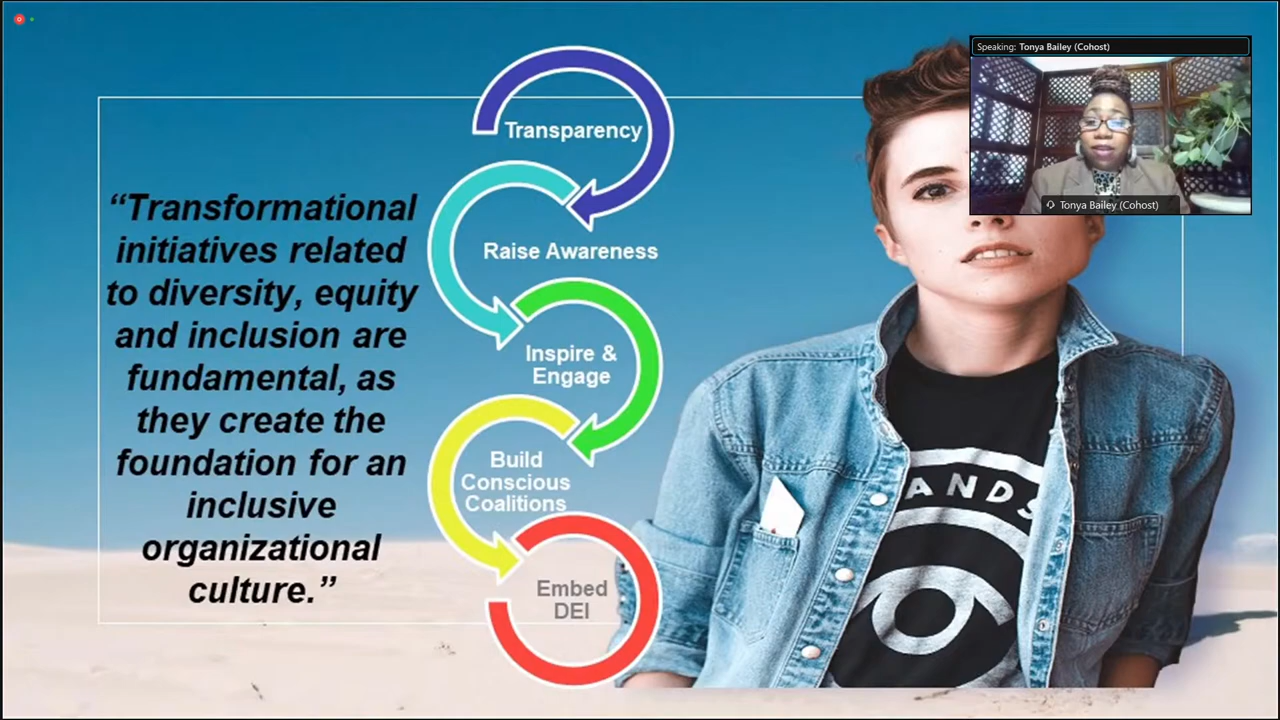 Speaking: Tonya Bailey (Cohost)
Tonya Bailey (Cohost)
“Transformational
initiatives related
to diversity, equity
and inclusion are
fundamental, as
they create the
foundation for an
inclusive
organizational
culture.”
Transparency
Raise Awareness
Inspire &
Engage
Build
Conscious
Coalitions
Embed
DEI
ANDS